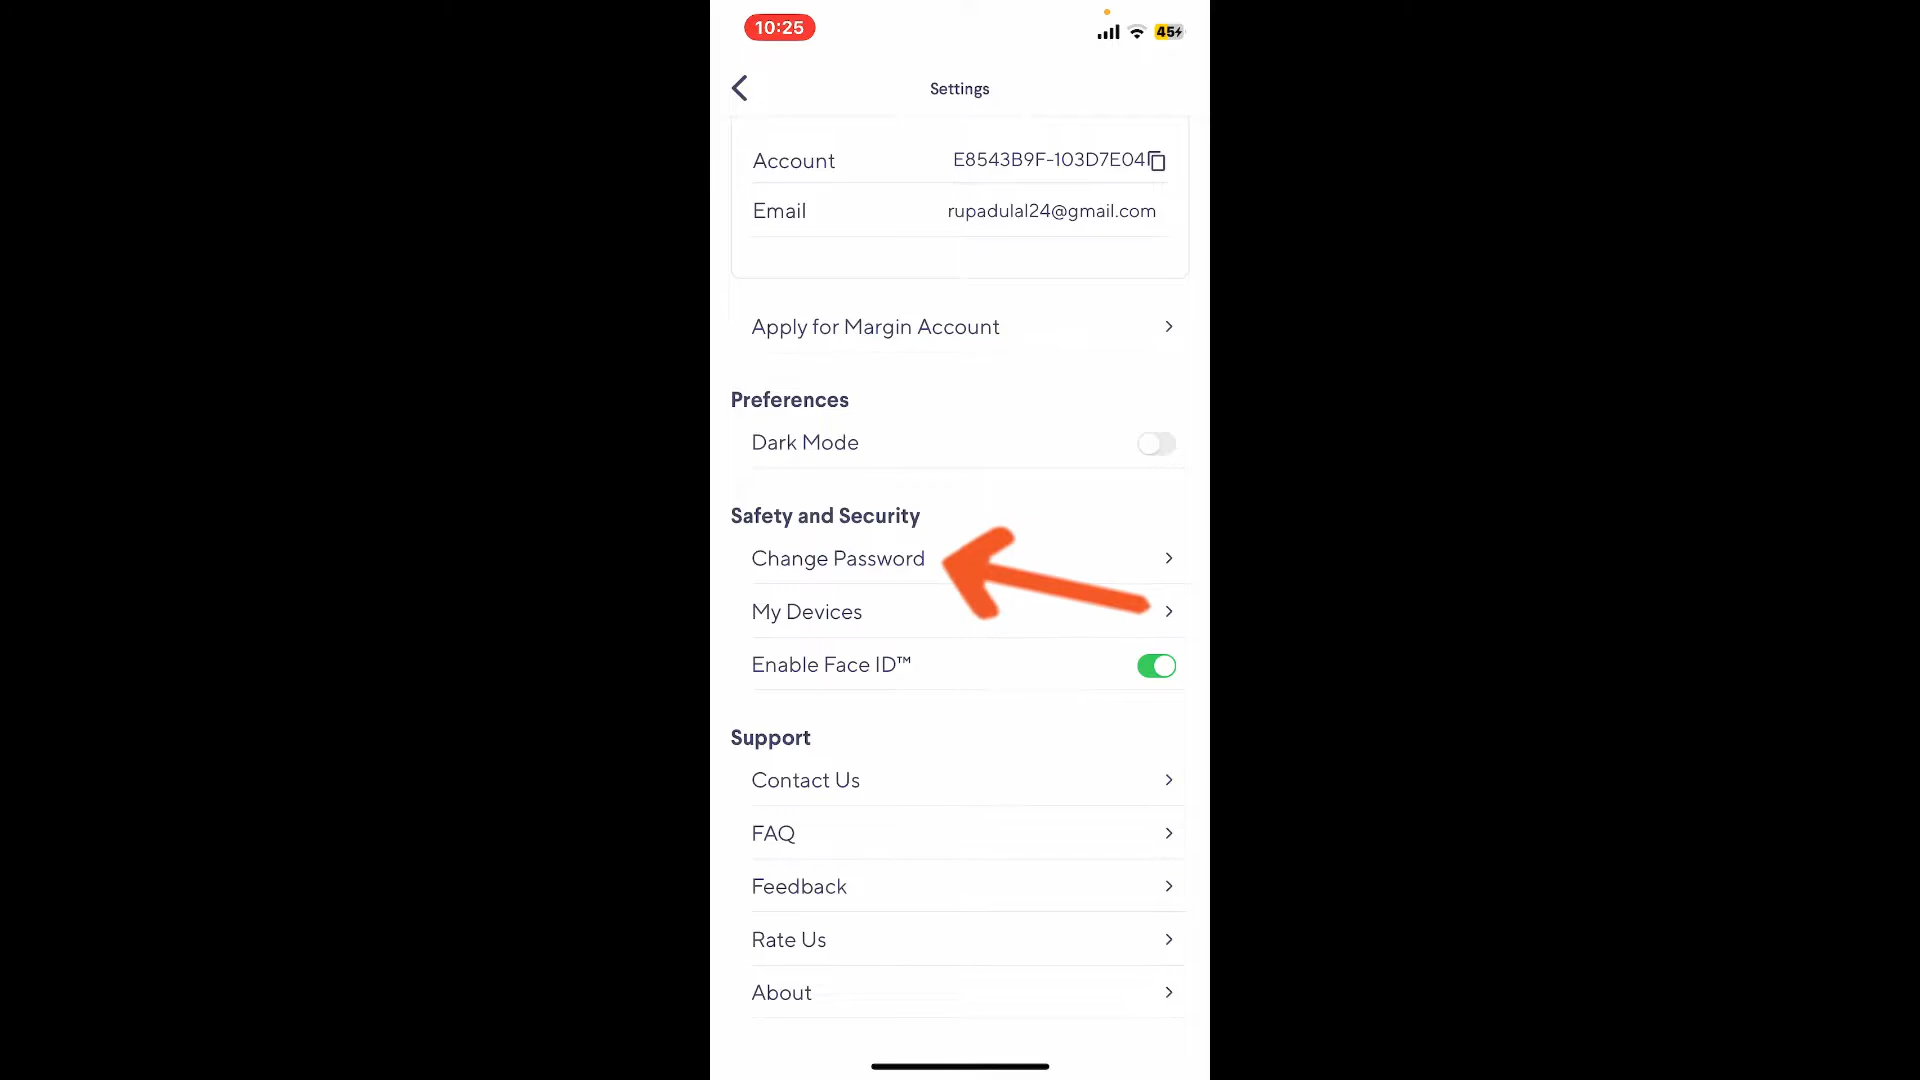 10:25
45
Settings
Account E8543B9F-103D7E04
Email rupadulal24@gmail.com
Apply for Margin Account
Preferences
Dark Mode
Safety and Security
Change Password
My Devices
Enable Face ID™
Support
Contact Us
FAQ
Feedback
Rate Us
About